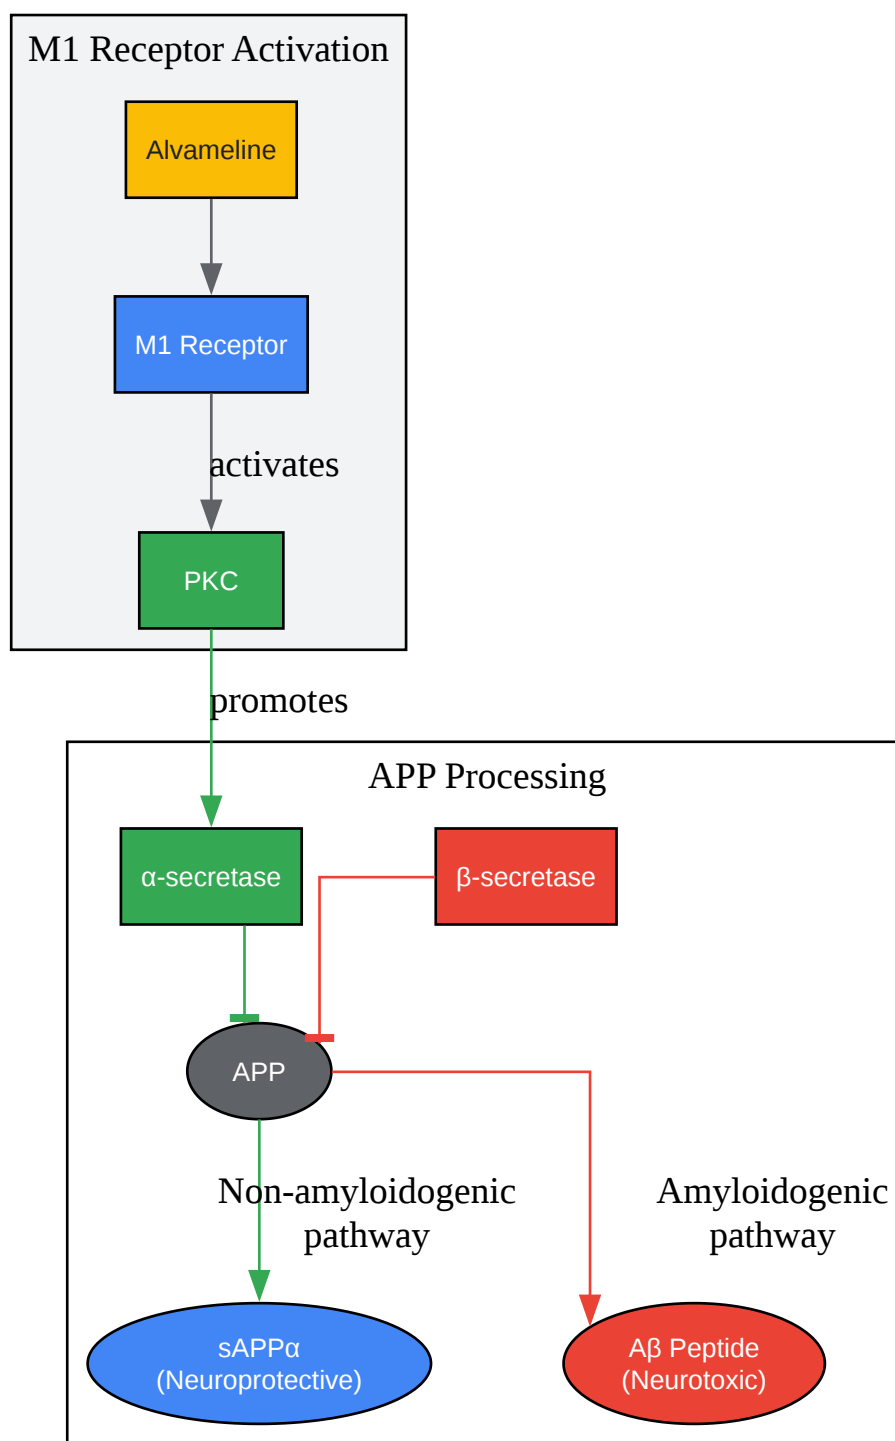 M1 Receptor Activation
Alvameline
M1 Receptor
activates
PKC
promotes
APP Processing
α-secretase
β-secretase
APP
Non-amyloidogenic
pathway
Amyloidogenic
pathway
sAPPα
(Neuroprotective)
Aβ Peptide
(Neurotoxic)